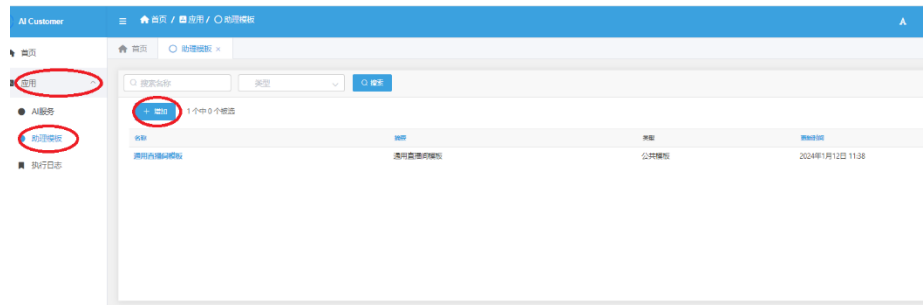 AI Customer
首页 / 应用 / 助理模板
首页
首页
助理模板 ×
应用
搜索名称
类型
搜索
AI服务
+ 增加
1 个中 0 个被选
助理模板
名称
类型
更新时间
通用直播间模板
通用直播间模板
公共模板
2024年1月12日 11:38
执行日志